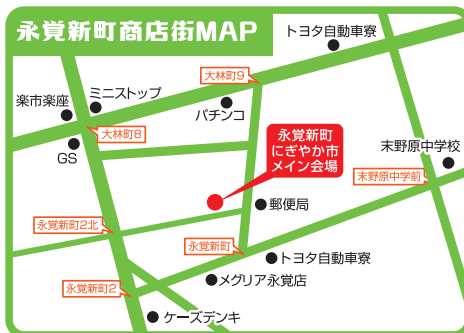 永覚新町商店街MAP
トヨタ自動車寮
大林町9
楽市楽座
ミニストップ
パチンコ
大林町8
GS
永覚新町
にぎやか市
メイン会場
末野原中学校
末野原中学前
郵便局
永覚新町2北
永覚新町
トヨタ自動車寮
メグリア永覚店
永覚新町2
ケーズデンキ